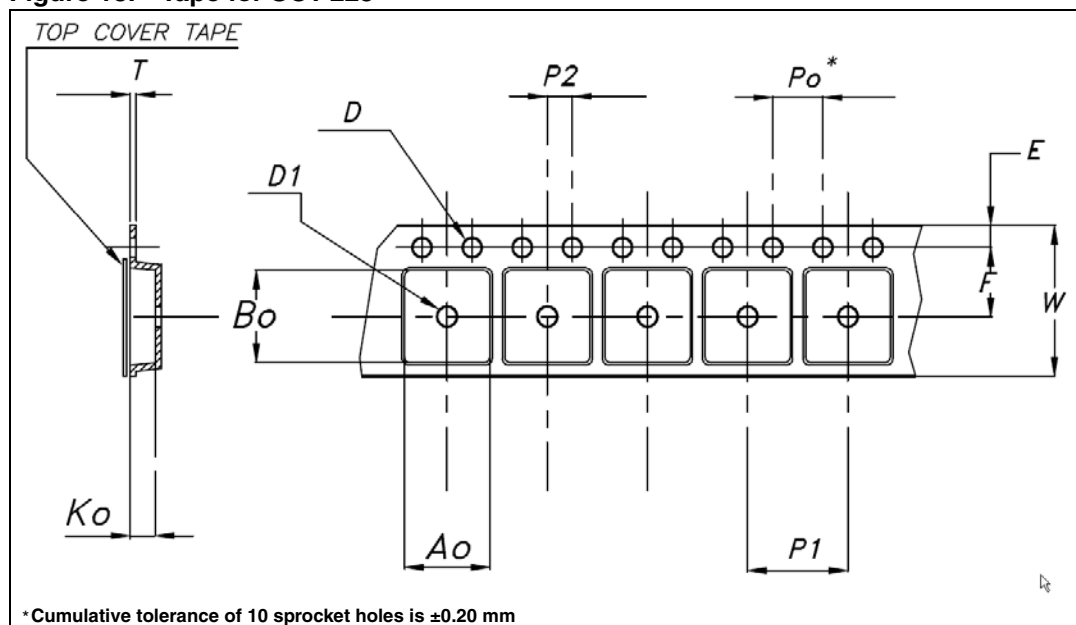 TOP COVER TAPE
T
P2
Po*
D
E
D1
F
W
Bo
Ko
Ao
P1
*Cumulative tolerance of 10 sprocket holes is ±0.20 mm